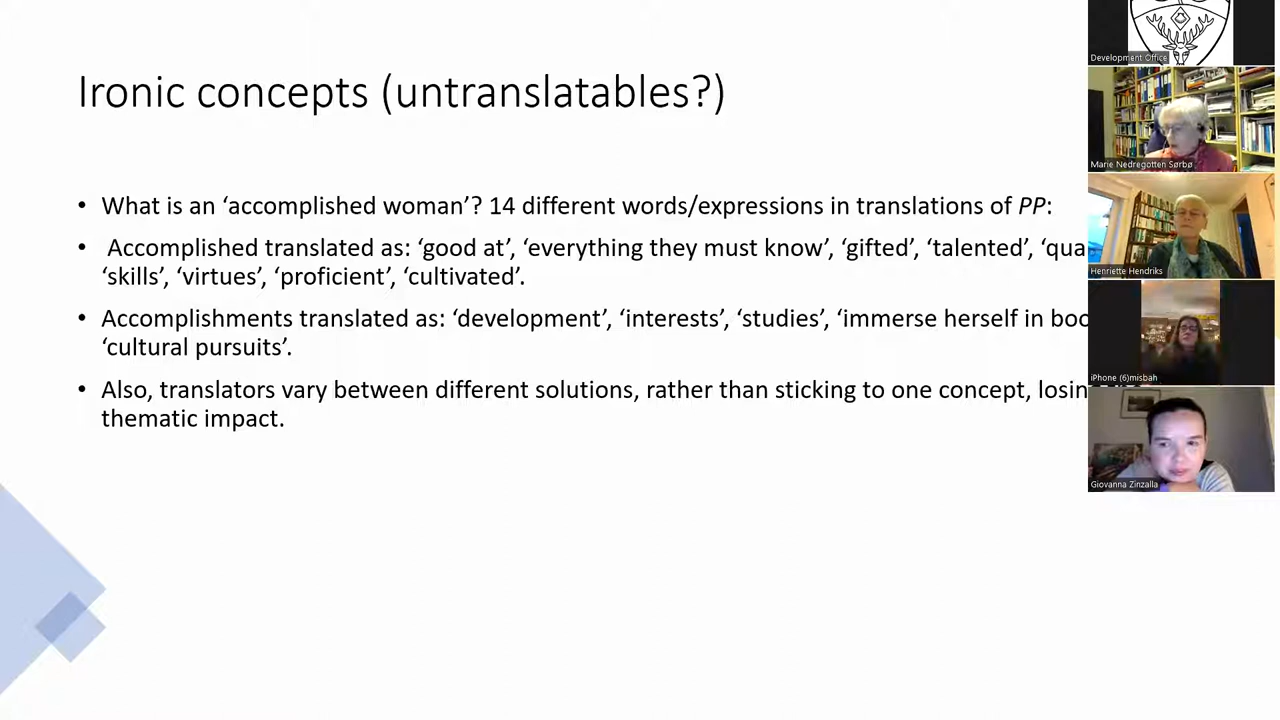 Ironic concepts (untranslatables?)
• What is an ‘accomplished woman’? 14 different words/expressions in translations of PP:
• Accomplished translated as: ‘good at’, ‘everything they must know’, ‘gifted’, ‘talented’,
‘skills’, ‘virtues’, ‘proficient’, ‘cultivated’.
• Accomplishments translated as: ‘development’, ‘interests’, ‘studies’, ‘immerse herself in
‘cultural pursuits’.
• Also, translators vary between different solutions, rather than sticking to one concept,
thematic impact.
Development Office
Marie Nedregotten Sørbø
Henriette Hendriks
iPhone (6)misbah
Giovanna Zinzalla